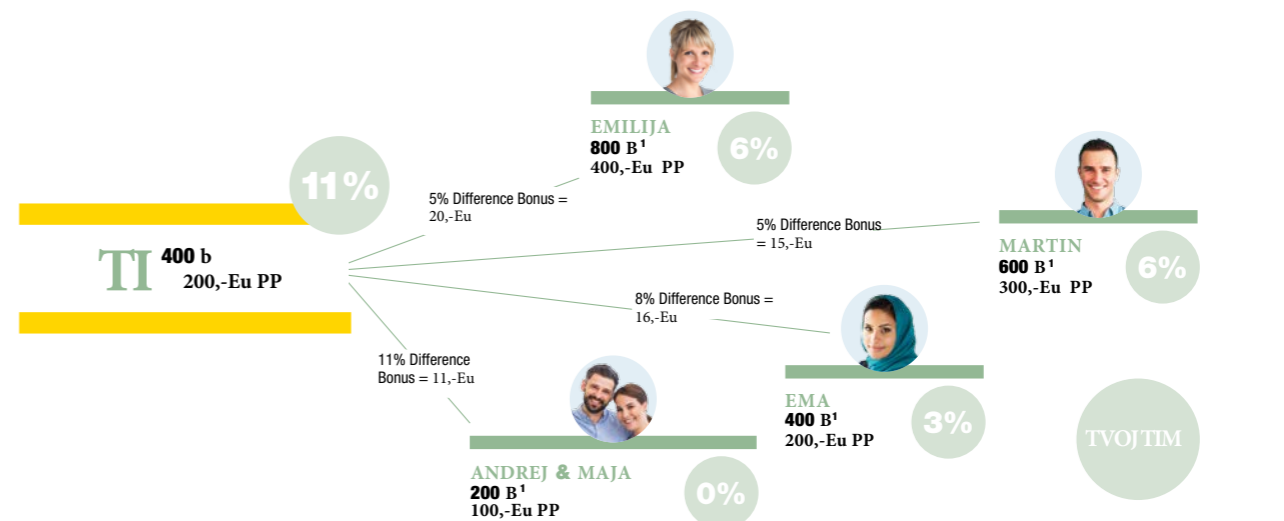 EMILIJA
800 B¹
400,-Eu PP
6%
11%
5% Difference Bonus =
20,-Eu
TI
400 b
200,-Eu PP
5% Difference Bonus
= 15,-Eu
MARTIN
600 B¹
300,-Eu PP
6%
8% Difference Bonus =
16,-Eu
11% Difference
Bonus = 11,-Eu
EMA
400 B¹
200,-Eu PP
3%
TVOJ TIM
ANDREJ & MAJA
200 B¹
100,-Eu PP
0%